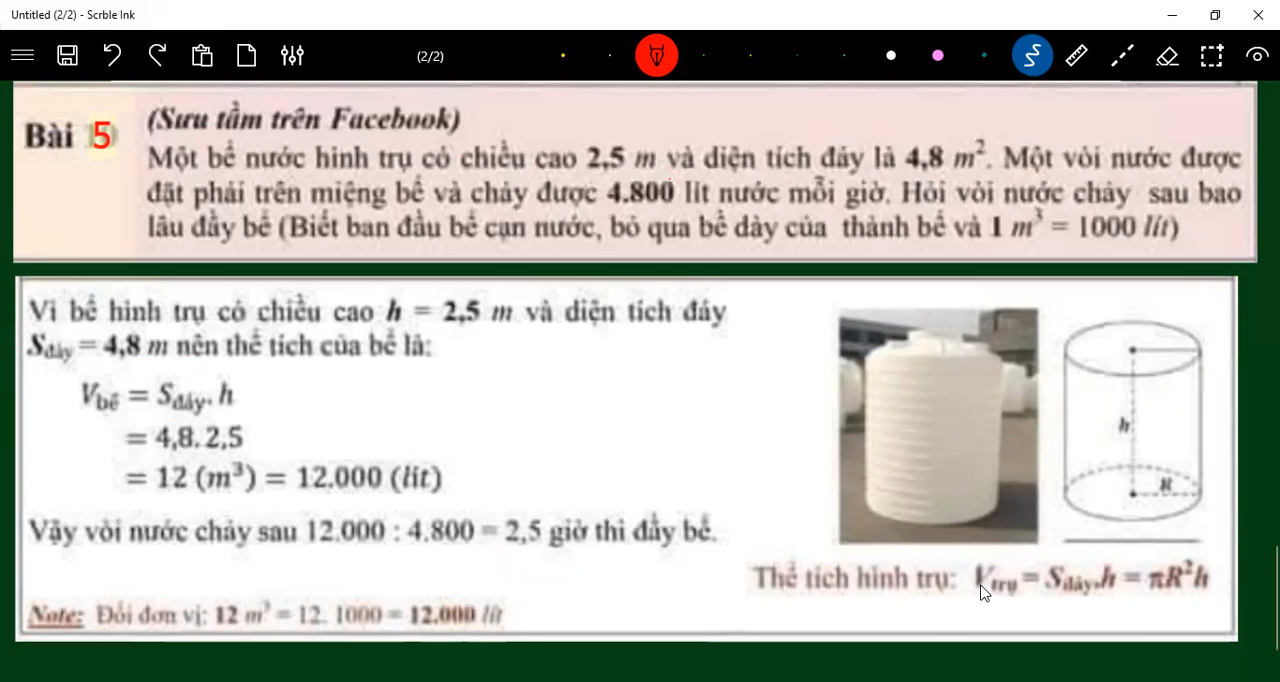 Untitled (2/2) - Scrble Ink
(2/2)
Bài 5
(Sưu tầm trên Facebook)
Một bể nước hình trụ có chiều cao 2,5 m và diện tích đáy là 4,8 m². Một vòi nước được
đặt phái trên miệng bể và chảy được 4.800 lít nước mỗi giờ. Hỏi vòi nước chảy sau bao
lâu đầy bể (Biết ban đầu bể cạn nước, bỏ qua bề dày của thành bể và 1 m³ = 1000 lít)
Vì bể hình trụ có chiều cao h = 2,5 m và diện tích đáy
Sđáy = 4,8 m nên thể tích của bể là:
Vbể = Sđáy. h
= 4,8. 2,5
= 12 (m³) = 12.000 (lít)
Vậy vòi nước chảy sau 12.000 : 4.800 = 2,5 giờ thì đầy bể.
h
R
Thể tích hình trụ: Vtrụ = Sđáy.h = πR²h
Note: Đổi đơn vị: 12 m³ = 12. 1000 = 12.000 lít